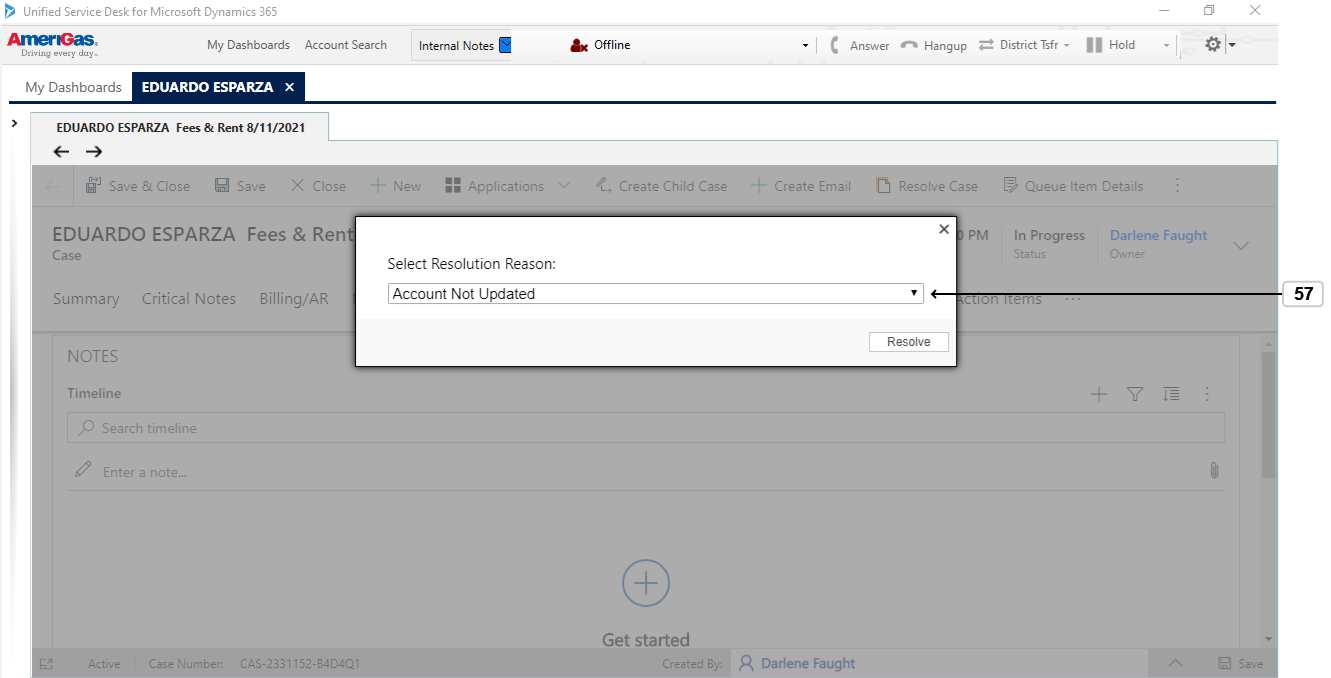 Unified Service Desk for Microsoft Dynamics 365
AmeriGas
Driving every day
My Dashboards Account Search Internal Notes Offline Answer Hangup District Tsfr Hold
My Dashboards EDUARDO ESPARZA
EDUARDO ESPARZA Fees & Rent 8/11/2021
Save & Close Save Close New Applications Create Child Case Create Email Resolve Case Queue Item Details
EDUARDO ESPARZA Fees & Rent 0 PM In Progress Darlene Faught
Case Status Owner
Select Resolution Reason:
Account Not Updated
57
Resolve
Summary Critical Notes Billing/AR Action Items
NOTES
Timeline
Search timeline
Enter a note...
Get started
Active Case Number: CAS-2331152-B4D4Q1 Created By: Darlene Faught Save